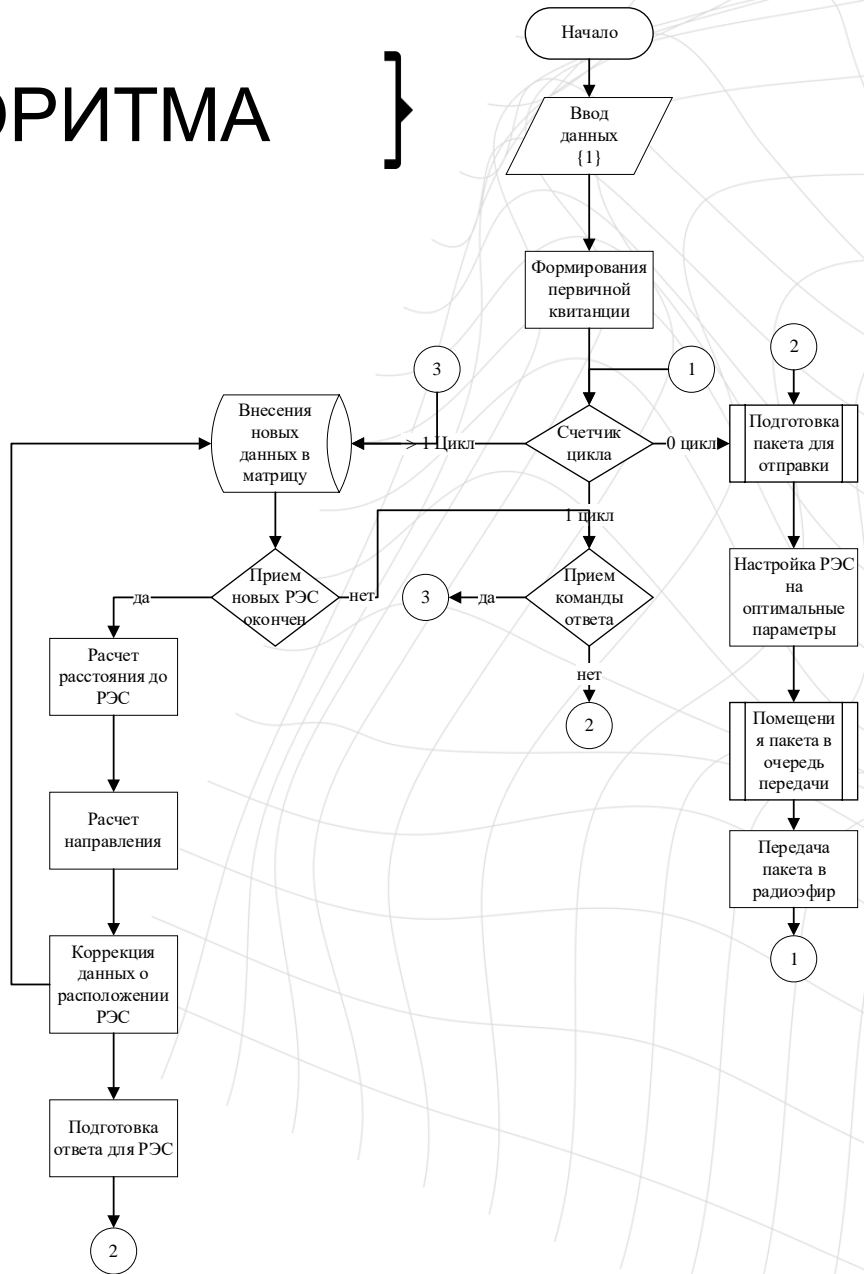 ОРИТМА
Начало
Ввод
данных
{1}
Формирования
первичной
квитанции
3
1
2
Внесения
новых
данных в
матрицу
> 1 Цикл
Счетчик
цикла
0 цикл
Подготовка
пакета для
отправки
1 цикл
Прием
новых РЭС
окончен
да
нет
3
да
Прием
команды
ответа
нет
2
Настройка РЭС
на
оптимальные
параметры
Расчет
расстояния до
РЭС
Помещени
я пакета в
очередь
передачи
Расчет
направления
Передача
пакета в
радиоэфир
1
Коррекция
данных о
расположении
РЭС
Подготовка
ответа для РЭС
2